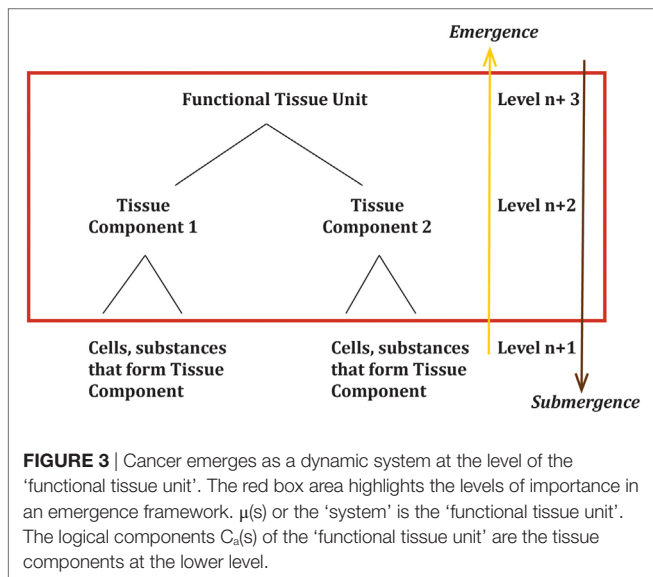 Emergence
Functional Tissue Unit
Level n+ 3
Tissue
Component 1
Tissue
Component 2
Level n+2
Cells, substances
that form Tissue
Component
Cells, substances
that form Tissue
Component
Level n+1
Submergence
FIGURE 3 | Cancer emerges as a dynamic system at the level of the
‘functional tissue unit’. The red box area highlights the levels of importance in
an emergence framework. μ(s) or the ‘system’ is the ‘functional tissue unit’.
The logical components Cₐ(s) of the ‘functional tissue unit’ are the tissue
components at the lower level.